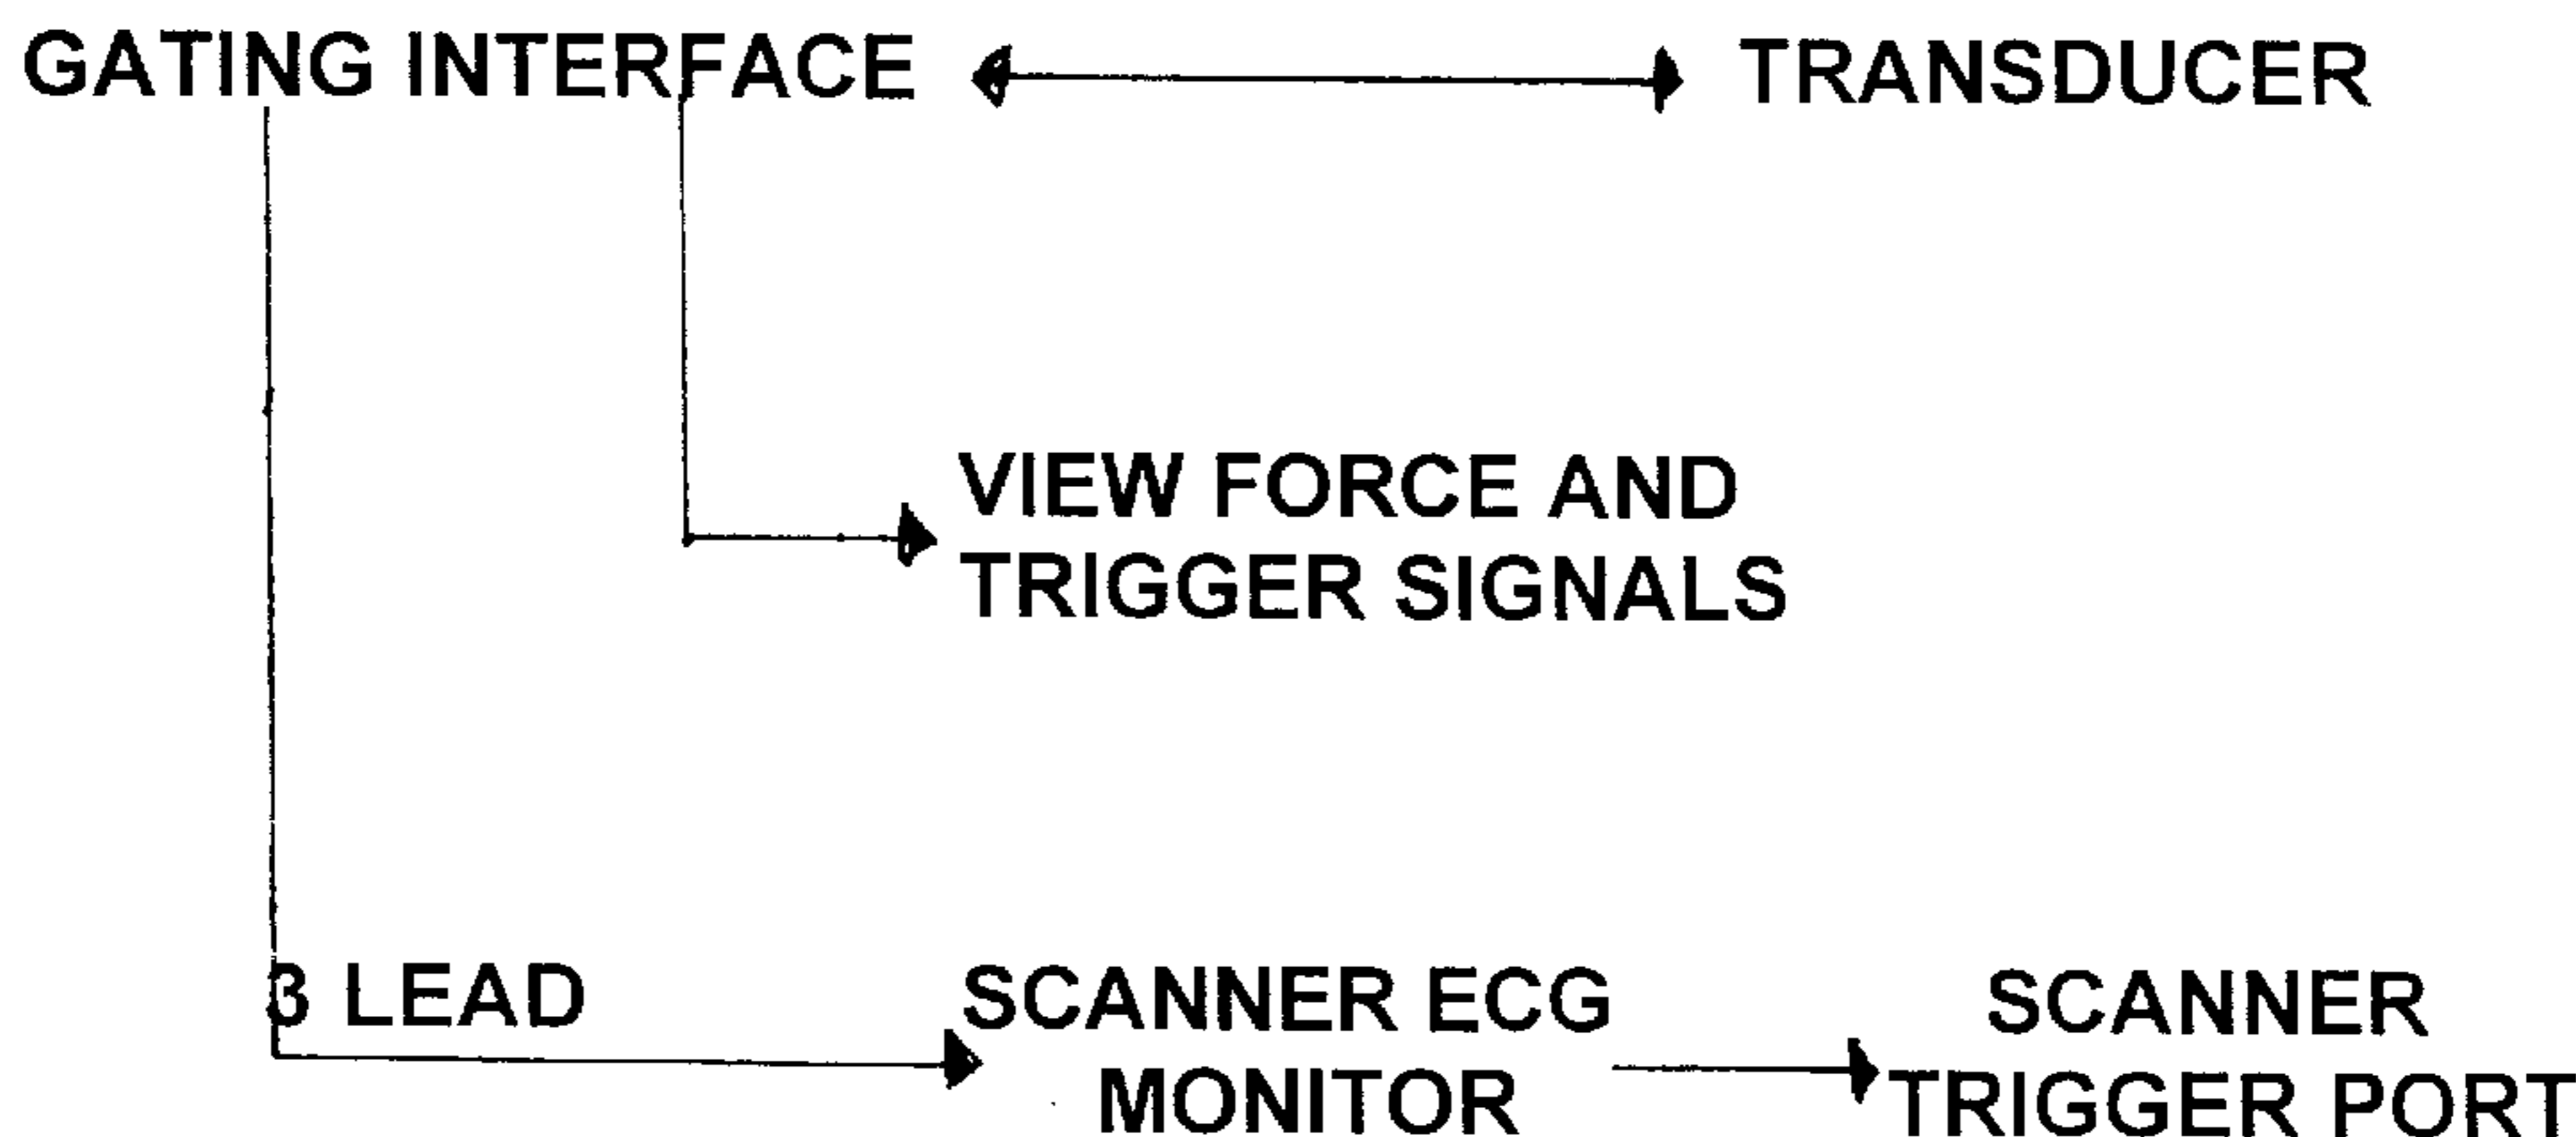 GATING INTERFACE
TRANSDUCER
VIEW FORCE AND
TRIGGER SIGNALS
3 LEAD
SCANNER ECG
MONITOR
SCANNER
TRIGGER PORT